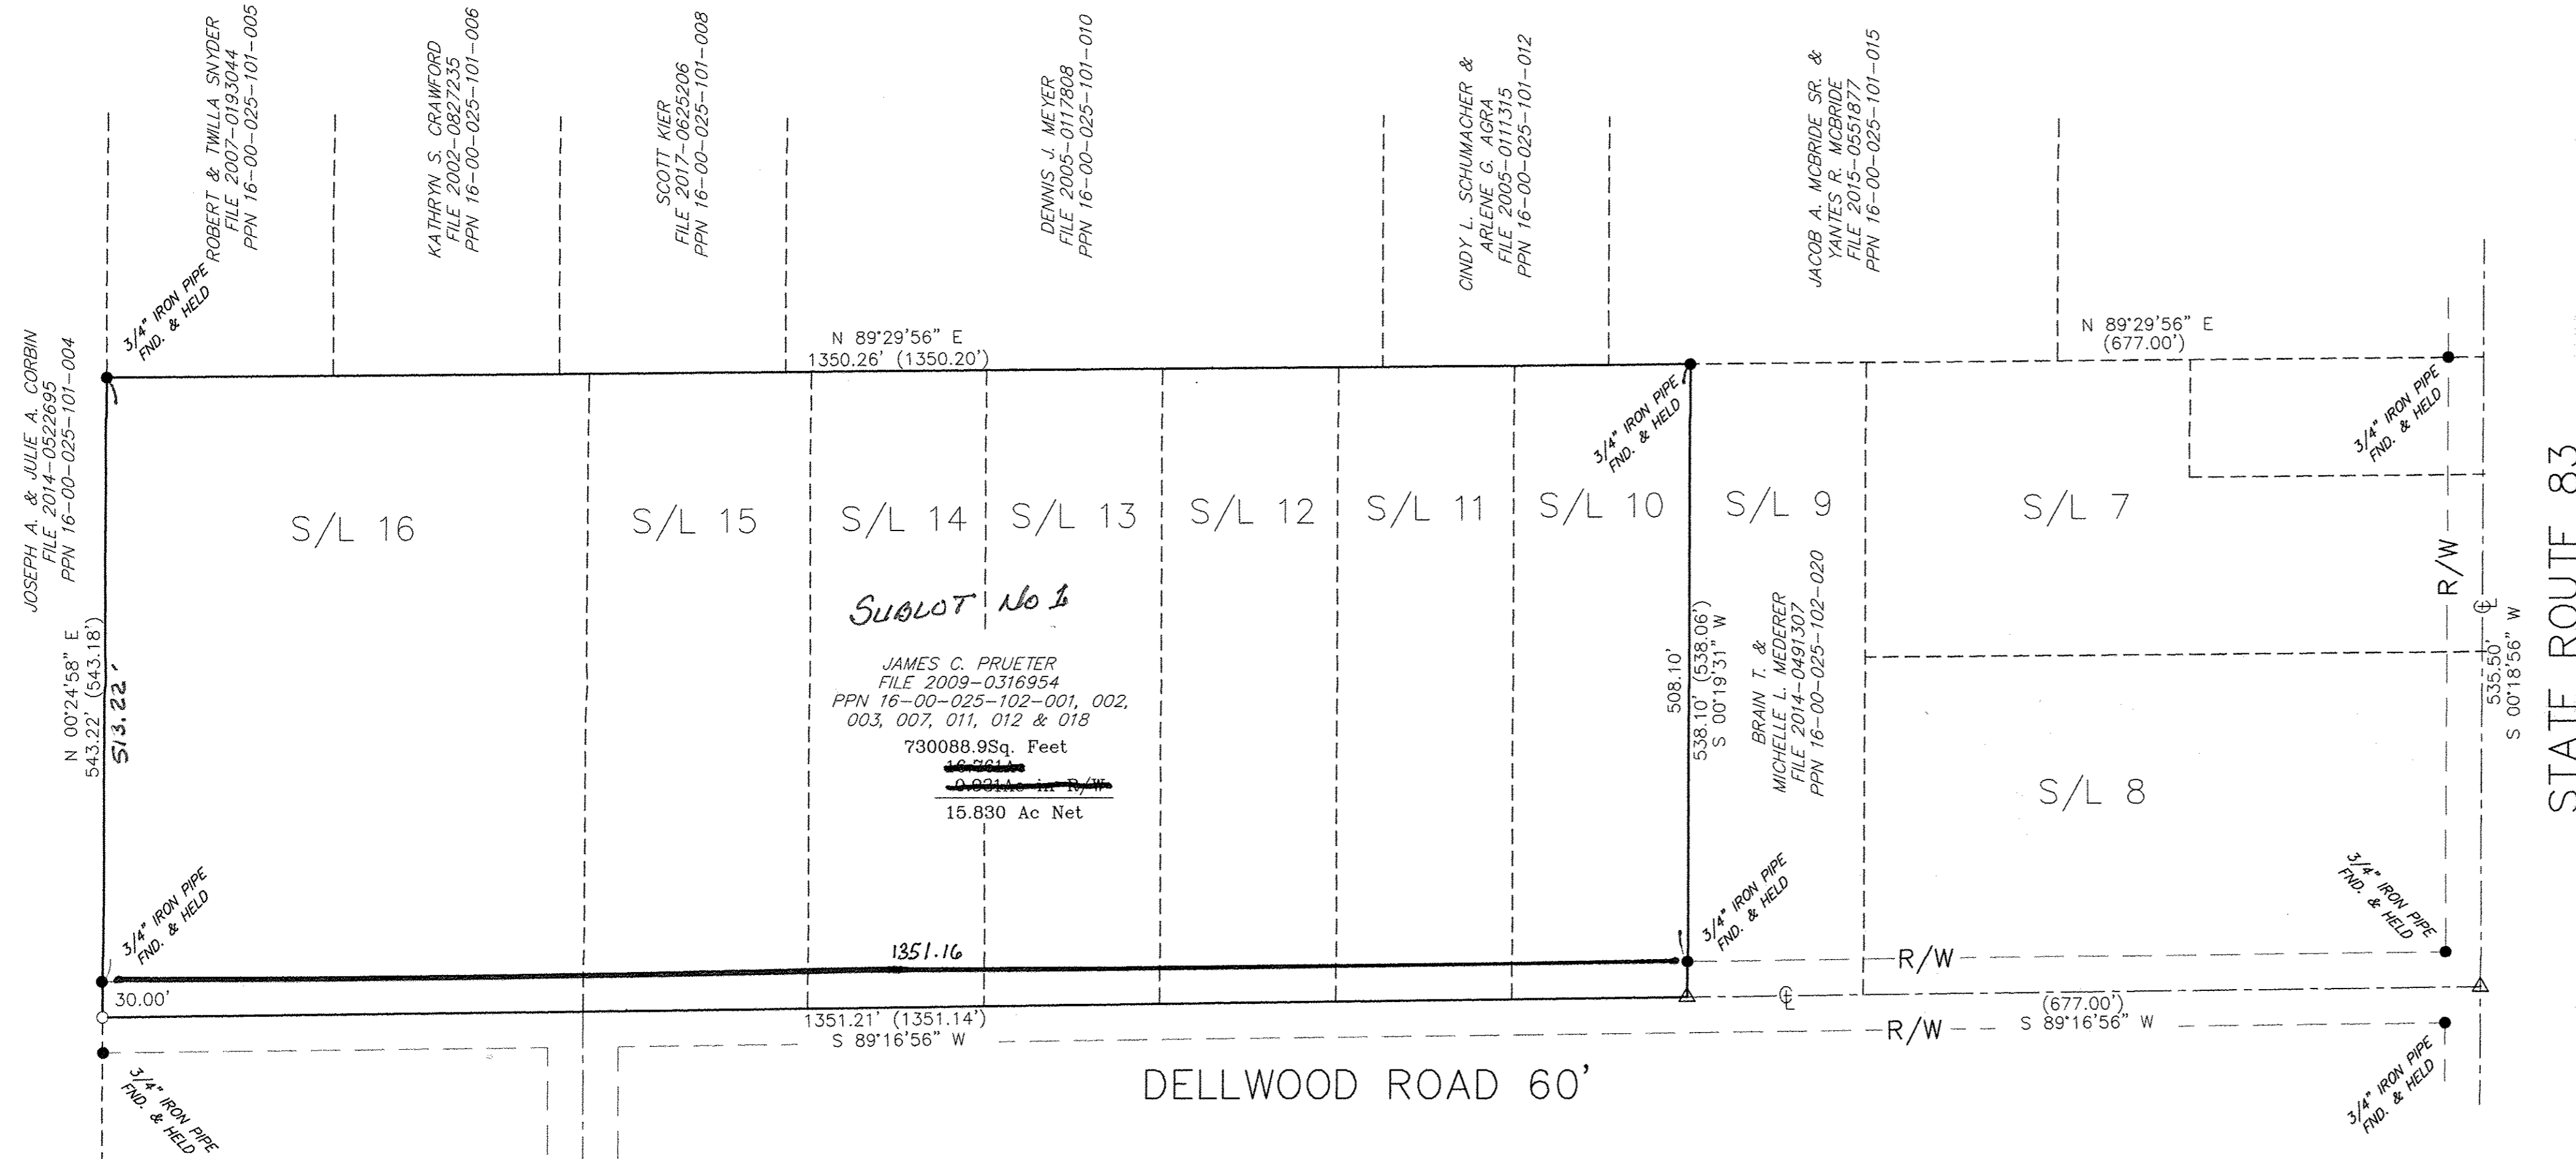 ROBERT & TWILLA SNYDER
FILE 2007-0193044
PPN 16-00-025-101-005
KATHRYN S. CRAWFORD
FILE 2002-0827235
PPN 16-00-025-101-006
SCOTT KIER
FILE 2017-0625206
PPN 16-00-025-101-008
DENNIS J. MEYER
FILE 2005-0117808
PPN 16-00-025-101-010
CINDY L. SCHUMACHER &
ARLENE G. AGRA
FILE 2005-0111315
PPN 16-00-025-101-012
JACOB A. MCBRIDE SR. &
YANTES R. MCBRIDE
FILE 2015-0551877
PPN 16-00-025-101-015
3/4" IRON PIPE
FND. & HELD
JOSEPH A. & JULIE A. CORBIN
FILE 2014-0522695
PPN 16-00-025-101-004
N 89°29'56" E
1350.26' (1350.20')
N 89°29'56" E
(677.00')
3/4" IRON PIPE
FND. & HELD
3/4" IRON PIPE
FND. & HELD
S/L 16
S/L 15
S/L 14
S/L 13
S/L 12
S/L 11
S/L 10
S/L 9
S/L 7
R/W
STATE ROUTE 83
SUBLOT No 1
JAMES C. PRUETER
FILE 2009-0316954
PPN 16-00-025-102-001, 002,
003, 007, 011, 012 & 018
730088.9Sq. Feet
16.761Ac
0.931Ac in R/W
15.830 Ac Net
N 00°24'58" E
543.22' (543.18')
513.22'
508.10'
538.10' (538.06')
S 00°19'31" W
BRAIN T. &
MICHELLE L. MEDERER
FILE 2014-0491307
PPN 16-00-025-102-020
℄
535.50'
S 00°18'56" W
S/L 8
3/4" IRON PIPE
FND. & HELD
3/4" IRON PIPE
FND. & HELD
3/4" IRON PIPE
FND. & HELD
1351.16
R/W
30.00'
℄
1351.21' (1351.14')
S 89°16'56" W
(677.00')
S 89°16'56" W
R/W
DELLWOOD ROAD 60'
3/4" IRON PIPE
FND. & HELD
3/4" IRON PIPE
FND. & HELD